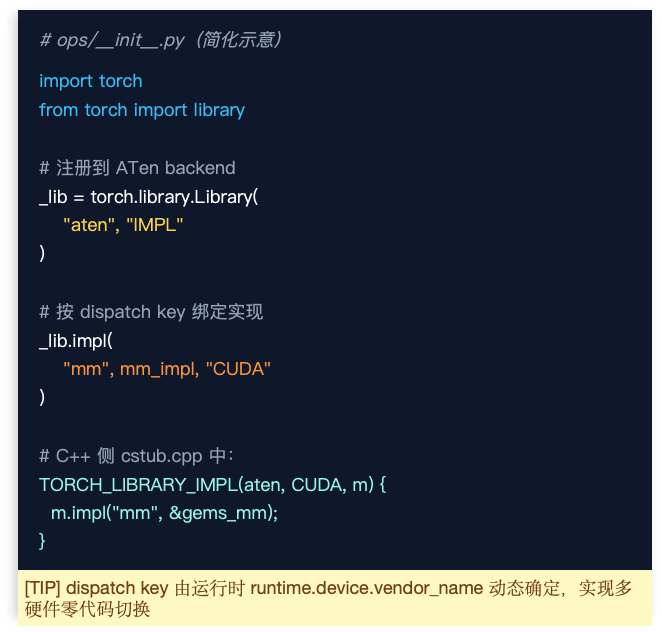 # ops/__init__.py（简化示意）
import torch
from torch import library
# 注册到 ATen backend
_lib = torch.library.Library(
"aten", "IMPL"
)
# 按 dispatch key 绑定实现
_lib.impl(
"mm", mm_impl, "CUDA"
)
# C++ 侧 cstub.cpp 中：
TORCH_LIBRARY_IMPL(aten, CUDA, m) {
m.impl("mm", &gems_mm);
}
[TIP] dispatch key 由运行时 runtime.device.vendor_name 动态确定，实现多
硬件零代码切换